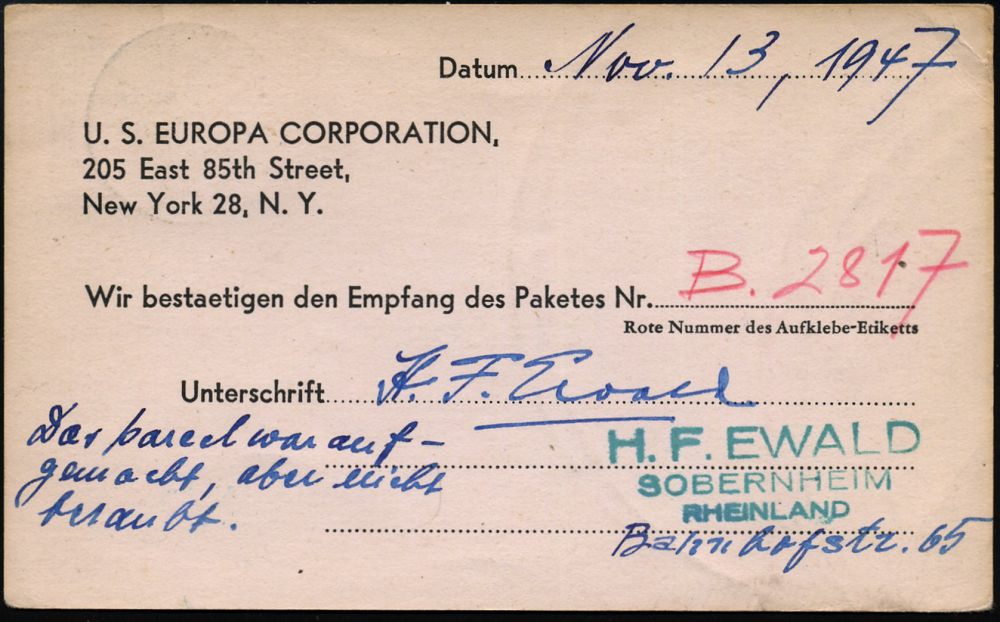 Datum Nov. 13, 1947
U. S. EUROPA CORPORATION,
205 East 85th Street,
New York 28, N. Y.
Wir bestaetigen den Empfang des Paketes Nr. B. 2817
Rote Nummer des Aufklebe-Etiketts
Unterschrift H. F. Ewald
Das parcel war auf-
gemacht, aber nicht
beraubt.
H. F. EWALD
SOBERNHEIM
RHEINLAND
Bahnhofstr. 65